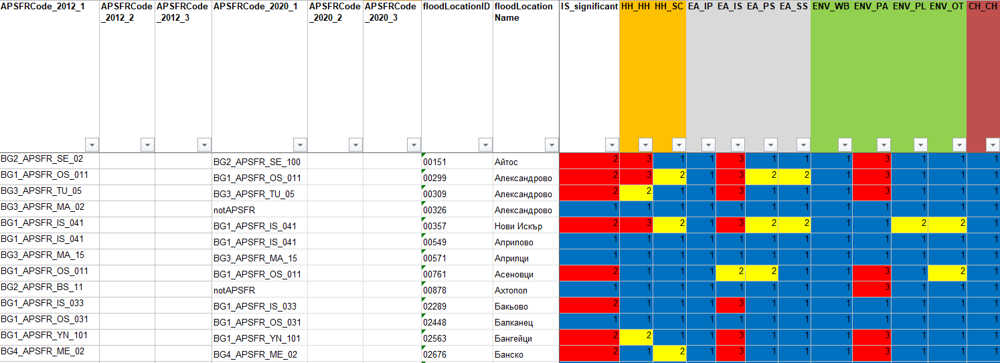 APSFRCode_2012_1 APSFRCode_2012_2 APSFRCode_2012_3 APSFRCode_2020_1 APSFRCode_2020_2 APSFRCode_2020_3 floodLocationID floodLocationName IS_significant HH_HH HH_SC EA_IP EA_IS EA_PS EA_SS ENV_WB ENV_PA ENV_PL ENV_OT CH_CH
BG2_APSFR_SE_02 BG2_APSFR_SE_100 00151 Айтос 2 3 1 1 3 1 1 1 3 1 1 1
BG1_APSFR_OS_011 BG1_APSFR_OS_011 00299 Александрово 2 3 2 1 3 2 2 1 3 1 1 1
BG3_APSFR_TU_05 BG3_APSFR_TU_05 00309 Александрово 2 2 1 1 3 1 1 1 3 1 1 1
BG3_APSFR_MA_02 notAPSFR 00326 Александрово 1 1 1 1 1 1 1 1 1 1 1 1
BG1_APSFR_IS_041 BG1_APSFR_IS_041 00357 Нови Искър 2 3 2 1 3 2 2 1 1 2 2 1
BG1_APSFR_IS_041 BG1_APSFR_IS_041 00549 Априлово 1 1 1 1 1 1 1 1 1 1 1 1
BG3_APSFR_MA_15 BG3_APSFR_MA_15 00571 Априлци 1 1 1 1 1 1 1 1 1 1 1 1
BG1_APSFR_OS_011 BG1_APSFR_OS_011 00761 Асеновци 2 1 1 1 2 2 1 1 3 1 2 1
BG2_APSFR_BS_11 notAPSFR 00878 Ахтопол 1 1 1 1 1 1 1 1 3 1 1 1
BG1_APSFR_IS_033 BG1_APSFR_IS_033 02289 Бакьово 2 1 1 1 3 1 1 1 1 1 1 1
BG1_APSFR_OS_031 BG1_APSFR_OS_031 02448 Балканец 1 1 1 1 1 1 1 1 1 1 1 1
BG1_APSFR_YN_101 BG1_APSFR_YN_101 02563 Бангейци 2 2 1 1 3 1 1 1 3 1 1 1
BG4_APSFR_ME_02 BG4_APSFR_ME_02 02676 Банско 2 1 2 1 3 1 1 1 3 1 1 1